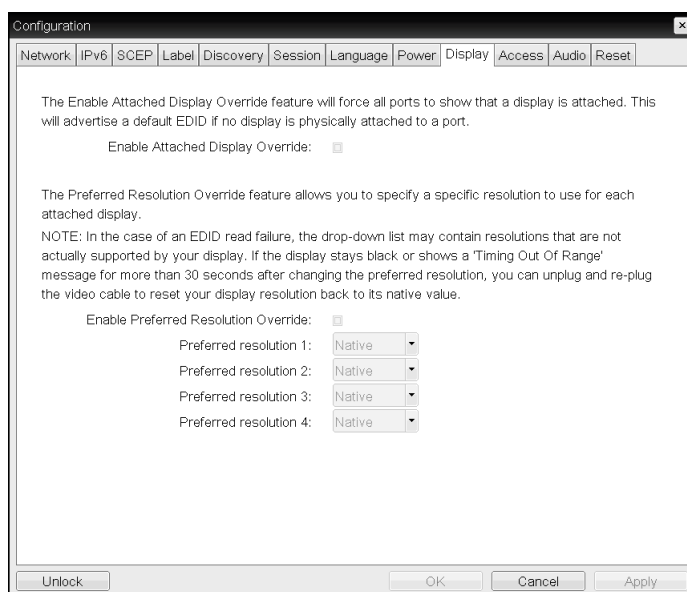 Configuration
Network IPv6 SCEP Label Discovery Session Language Power Display Access Audio Reset
The Enable Attached Display Override feature will force all ports to show that a display is attached. This
will advertise a default EDID if no display is physically attached to a port.
Enable Attached Display Override:
The Preferred Resolution Override feature allows you to specify a specific resolution to use for each
attached display.
NOTE: In the case of an EDID read failure, the drop-down list may contain resolutions that are not
actually supported by your display. If the display stays black or shows a 'Timing Out Of Range'
message for more than 30 seconds after changing the preferred resolution, you can unplug and re-plug
the video cable to reset your display resolution back to its native value.
Enable Preferred Resolution Override:
Preferred resolution 1: Native
Preferred resolution 2: Native
Preferred resolution 3: Native
Preferred resolution 4: Native
Unlock OK Cancel Apply